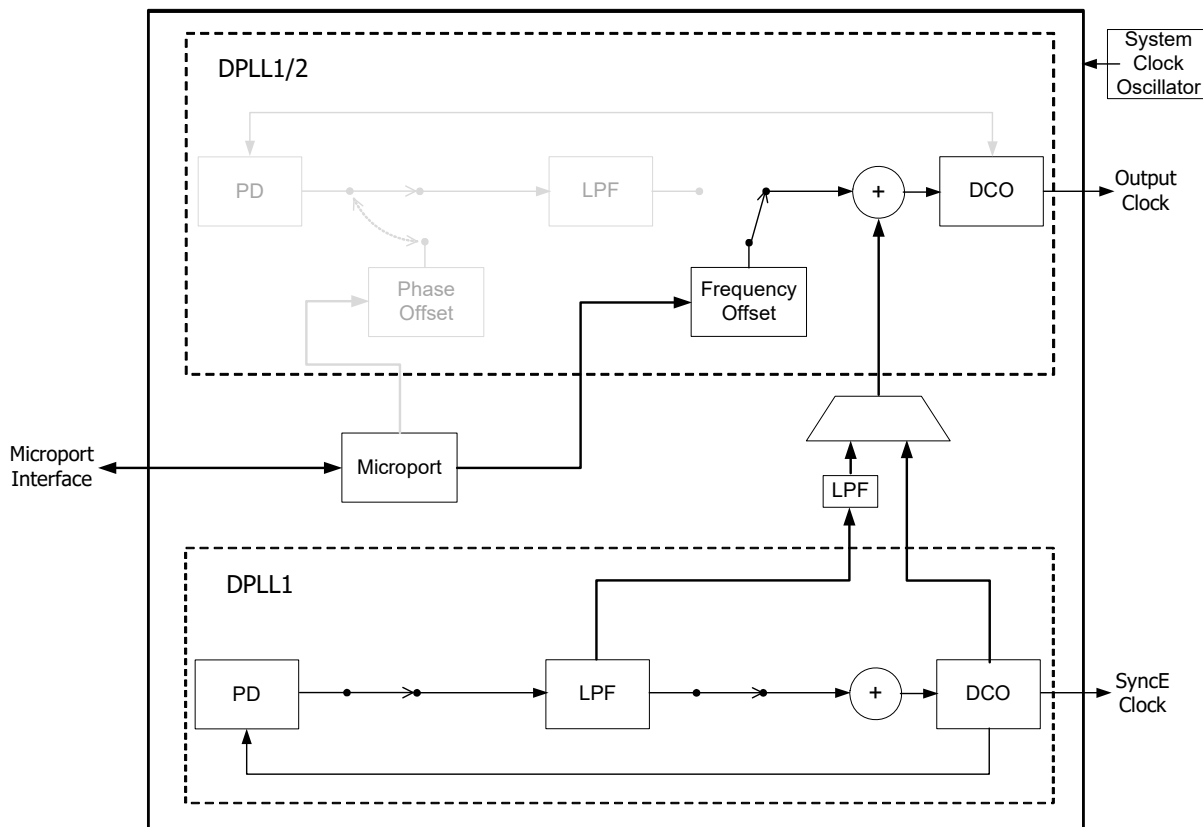 System
Clock
Oscillator
DPLL1/2
PD
LPF
+
DCO
Output
Clock
Phase
Offset
Frequency
Offset
Microport
Interface
Microport
LPF
DPLL1
PD
LPF
+
DCO
SyncE
Clock